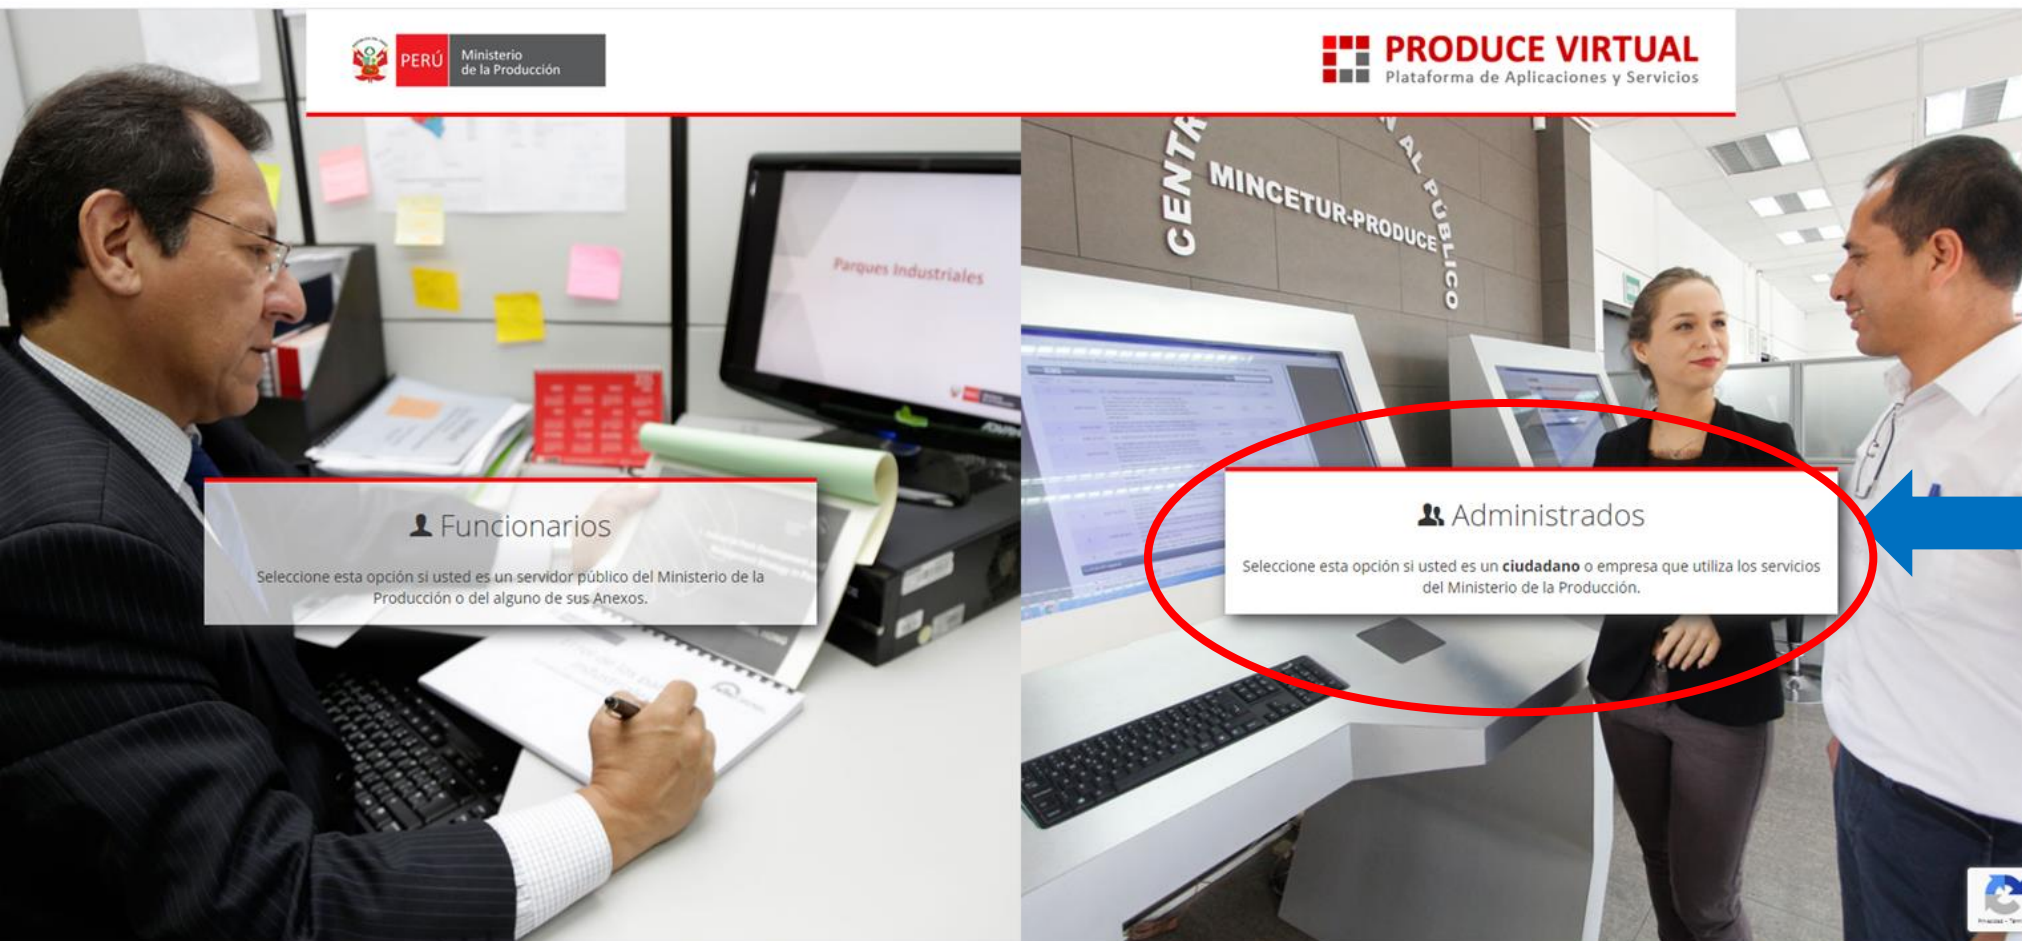 PERÚ
Ministerio
de la Producción
PRODUCE VIRTUAL
Plataforma de Aplicaciones y Servicios
Parques Industriales
CENTR
N AL PÚBLICO
MINCETUR-PRODUCE
Funcionarios
Seleccione esta opción si usted es un servidor público del Ministerio de la
Producción o del alguno de sus Anexos.
Administrados
Seleccione esta opción si usted es un ciudadano o empresa que utiliza los servicios
del Ministerio de la Producción.